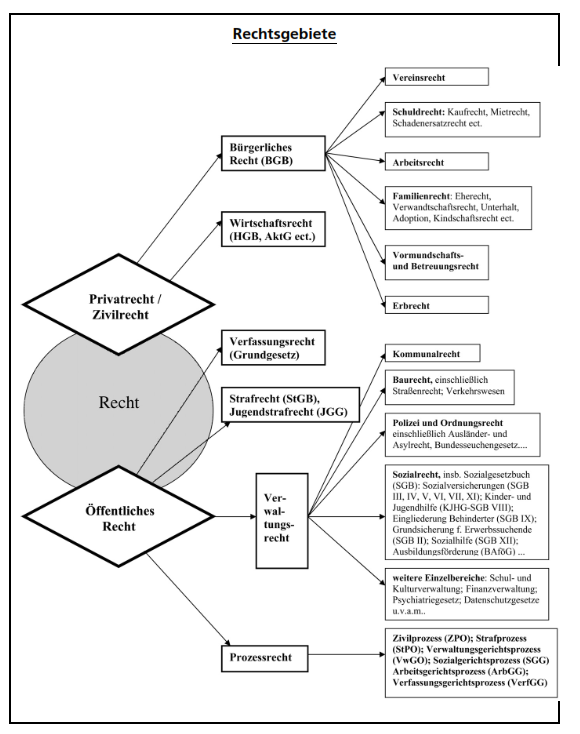 Rechtsgebiete
Vereinsrecht
Schuldrecht: Kaufrecht, Mietrecht,
Schadenersatzrecht ect.
Bürgerliches
Recht (BGB)
Arbeitsrecht
Familienrecht: Eherecht,
Verwandtschaftsrecht, Unterhalt,
Adoption, Kindschaftsrecht ect.
Wirtschaftsrecht
(HGB, AktG ect.)
Vormundschafts-
und Betreuungsrecht
Erbrecht
Privatrecht /
Zivilrecht
Verfassungsrecht
(Grundgesetz)
Kommunalrecht
Baurecht, einschließlich
Straßenrecht; Verkehrswesen
Recht
Strafrecht (StGB),
Jugendstrafrecht (JGG)
Polizei und Ordnungsrecht
einschließlich Ausländer- und
Asylrecht, Bundesseuchengesetz....
Öffentliches
Recht
Ver-
wal-
tungs-
recht
Sozialrecht, insb. Sozialgesetzbuch
(SGB): Sozialversicherungen (SGB
III, IV, V, VI, VII, XI); Kinder- und
Jugendhilfe (KJHG-SGB VIII);
Eingliederung Behinderter (SGB IX);
Grundsicherung f. Erwerbssuchende
(SGB II); Sozialhilfe (SGB XII);
Ausbildungsförderung (BAföG) ...
weitere Einzelbereiche: Schul- und
Kulturverwaltung; Finanzverwaltung;
Psychiatriegesetz; Datenschutzgesetze
u.v.a.m..
Prozessrecht
Zivilprozess (ZPO); Strafprozess
(StPO); Verwaltungsgerichtsprozess
(VwGO); Sozialgerichtsprozess (SGG)
Arbeitsgerichtsprozess (ArbGG);
Verfassungsgerichtsprozess (VerfGG)